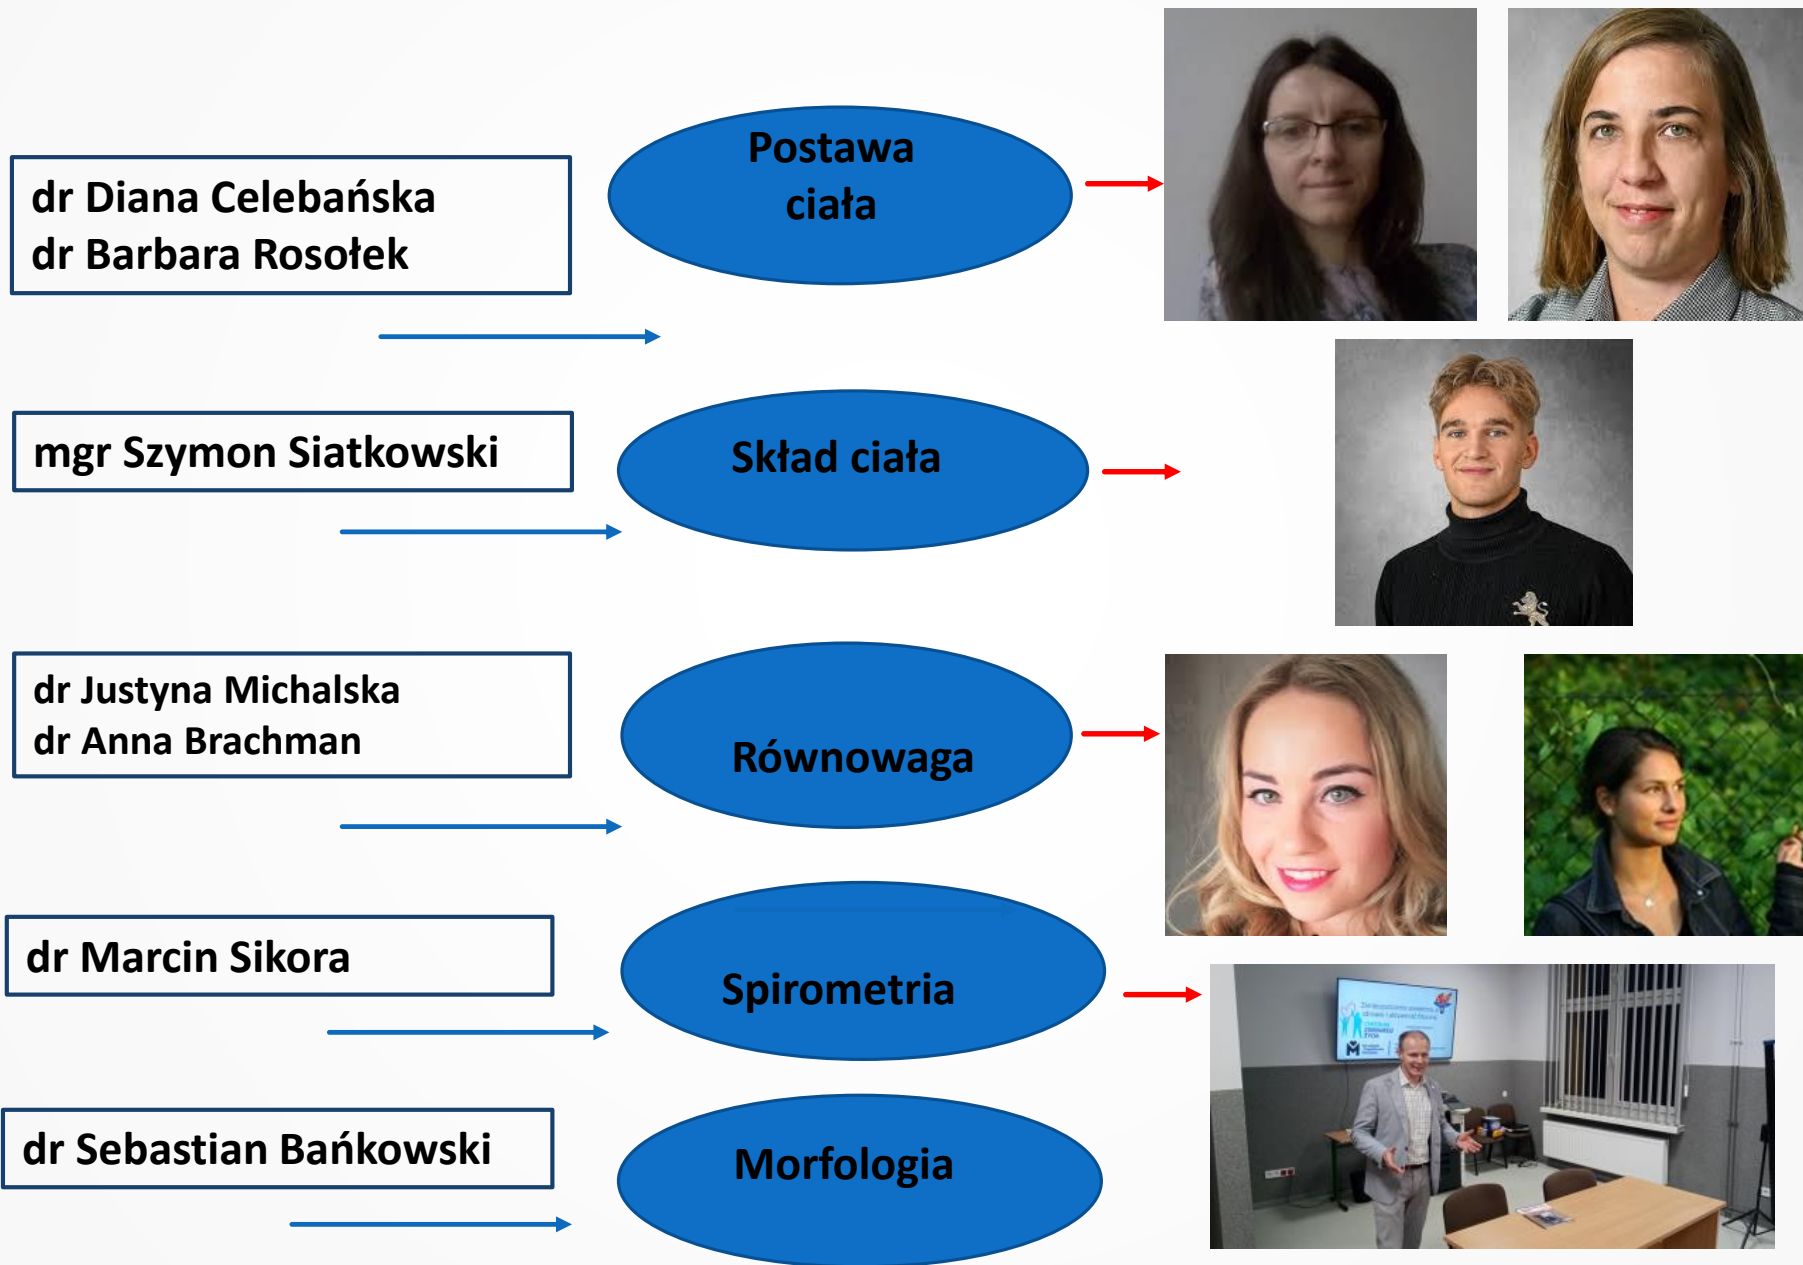 dr Diana Celebańska
dr Barbara Rosołek
Postawa
ciała
mgr Szymon Siatkowski
Skład ciała
dr Justyna Michalska
dr Anna Brachman
Równowaga
dr Marcin Sikora
Spirometria
dr Sebastian Bańkowski
Morfologia